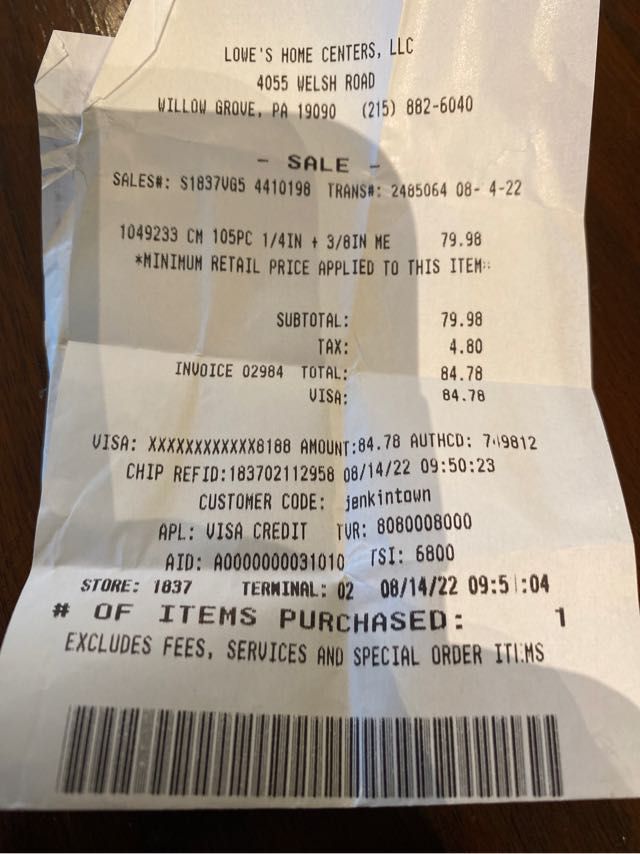 LOWE'S HOME CENTERS, LLC
4055 WELSH ROAD
WILLOW GROVE, PA 19090 (215) 882-6040
- SALE -
SALES#: S1837VG5 4410198 TRANS#: 2485064 08- 4-22
1049233 CM 105PC 1/4IN + 3/8IN ME 79.98
*MINIMUM RETAIL PRICE APPLIED TO THIS ITEM*
SUBTOTAL: 79.98
TAX: 4.80
INVOICE 02984 TOTAL: 84.78
VISA: 84.78
VISA: XXXXXXXXXXXX8188 AMOUNT:84.78 AUTHCD:
CHIP REFID:183702112958 08/14/22 09:50:23
CUSTOMER CODE: jenkintown
APL: VISA CREDIT TVR: 8080008000
AID: A0000000031010 TSI: 6800
STORE: 1837 TERMINAL: 02 08/14/22
# OF ITEMS PURCHASED: 1
EXCLUDES FEES, SERVICES AND SPECIAL ORDER ITEMS